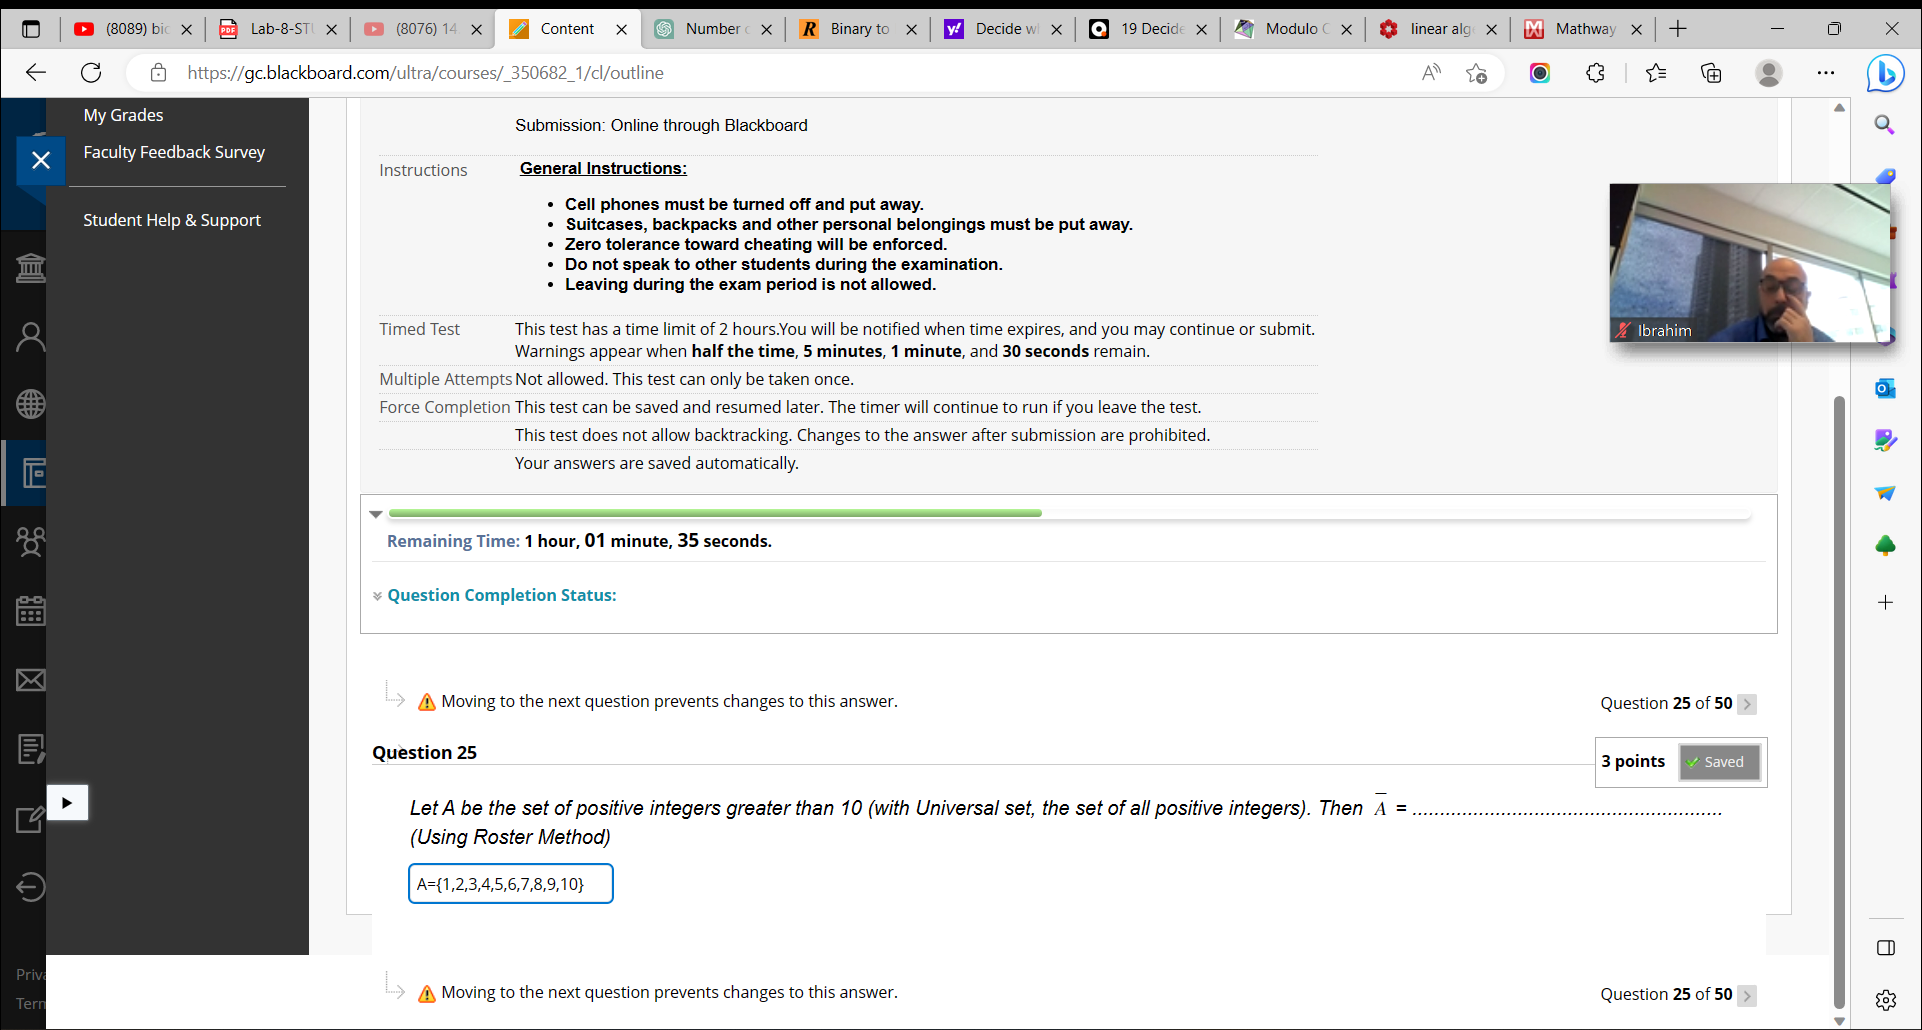 (8089) bio
Lab-8-STU
(8076) 14
Content
Number o
Binary to
Decide wh
19 Decide
Modulo C
linear alge
Mathway
https://gc.blackboard.com/ultra/courses/_350682_1/cl/outline
My Grades
Faculty Feedback Survey
Student Help & Support
Submission: Online through Blackboard
Instructions
General Instructions:
• Cell phones must be turned off and put away.
• Suitcases, backpacks and other personal belongings must be put away.
• Zero tolerance toward cheating will be enforced.
• Do not speak to other students during the examination.
• Leaving during the exam period is not allowed.
Ibrahim
Timed Test This test has a time limit of 2 hours.You will be notified when time expires, and you may continue or submit.
Warnings appear when half the time, 5 minutes, 1 minute, and 30 seconds remain.
Multiple Attempts Not allowed. This test can only be taken once.
Force Completion This test can be saved and resumed later. The timer will continue to run if you leave the test.
This test does not allow backtracking. Changes to the answer after submission are prohibited.
Your answers are saved automatically.
Remaining Time: 1 hour, 01 minute, 35 seconds.
Question Completion Status:
Moving to the next question prevents changes to this answer.
Question 25 of 50
Question 25
3 points
Saved
Let A be the set of positive integers greater than 10 (with Universal set, the set of all positive integers). Then A̅ = ........................................................
(Using Roster Method)
A={1,2,3,4,5,6,7,8,9,10}
Priva
Term
Moving to the next question prevents changes to this answer.
Question 25 of 50